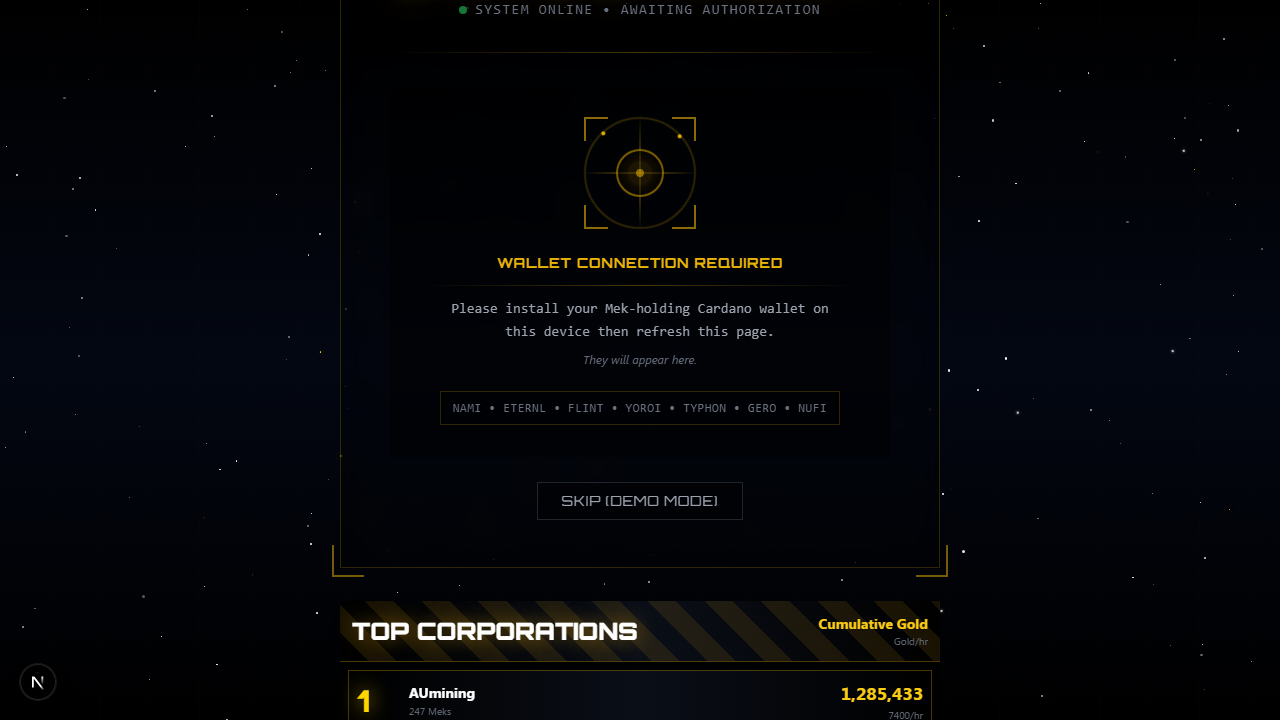 SYSTEM ONLINE • AWAITING AUTHORIZATION
WALLET CONNECTION REQUIRED
Please install your Mek-holding Cardano wallet on
this device then refresh this page.
They will appear here.
NAMI • ETERNL • FLINT • YOROI • TYPHON • GERO • NUFI
SKIP (DEMO MODE)
TOP CORPORATIONS
Cumulative Gold
Gold/hr
1
AUmining
1,285,433
247 Meks
7400/hr
N